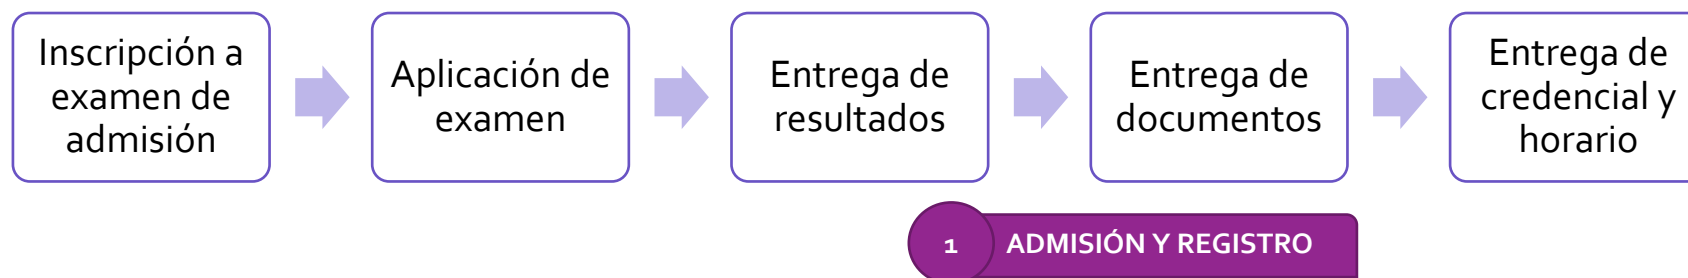 Inscripción a
examen de
admisión
Aplicación de
examen
Entrega de
resultados
Entrega de
documentos
Entrega de
credencial y
horario
1 ADMISIÓN Y REGISTRO